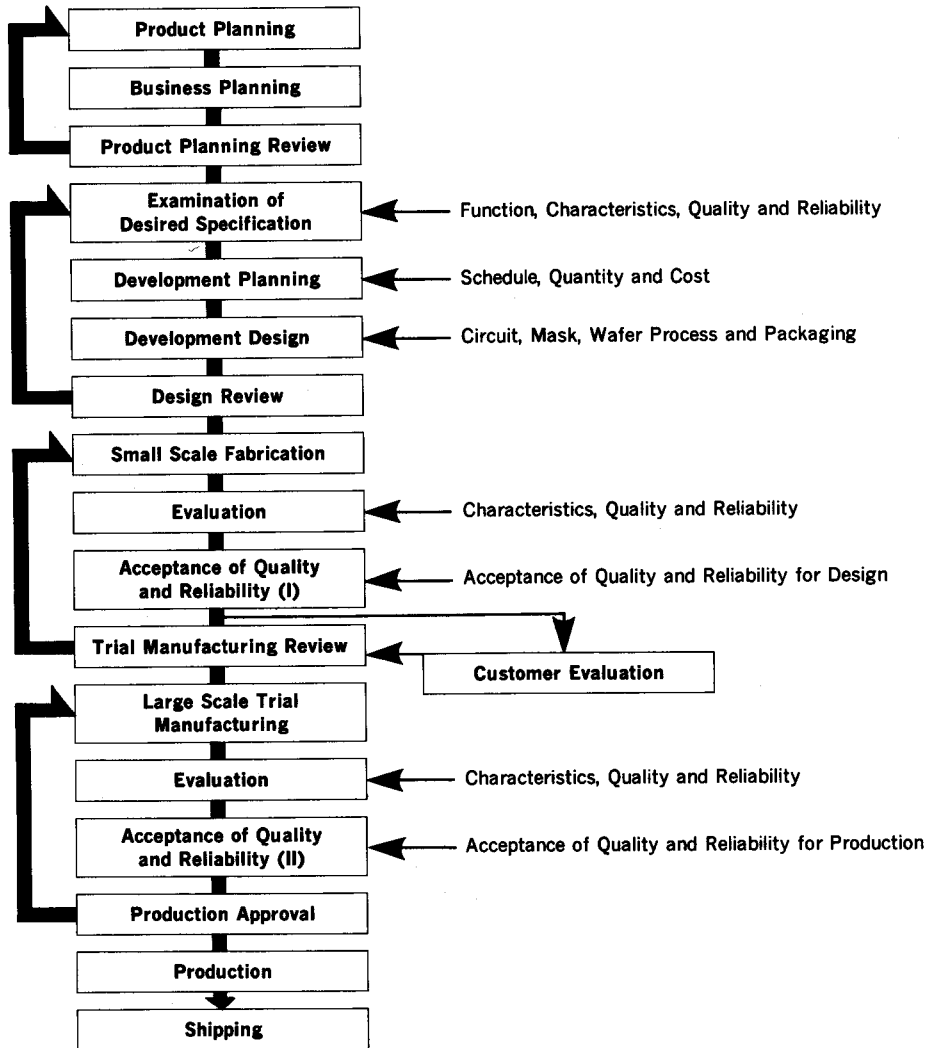 Product Planning
Business Planning
Product Planning Review
Examination of
Desired Specification
Function, Characteristics, Quality and Reliability
Development Planning
Schedule, Quantity and Cost
Development Design
Circuit, Mask, Wafer Process and Packaging
Design Review
Small Scale Fabrication
Evaluation
Characteristics, Quality and Reliability
Acceptance of Quality
and Reliability (I)
Acceptance of Quality and Reliability for Design
Trial Manufacturing Review
Customer Evaluation
Large Scale Trial
Manufacturing
Evaluation
Characteristics, Quality and Reliability
Acceptance of Quality
and Reliability (II)
Acceptance of Quality and Reliability for Production
Production Approval
Production
Shipping